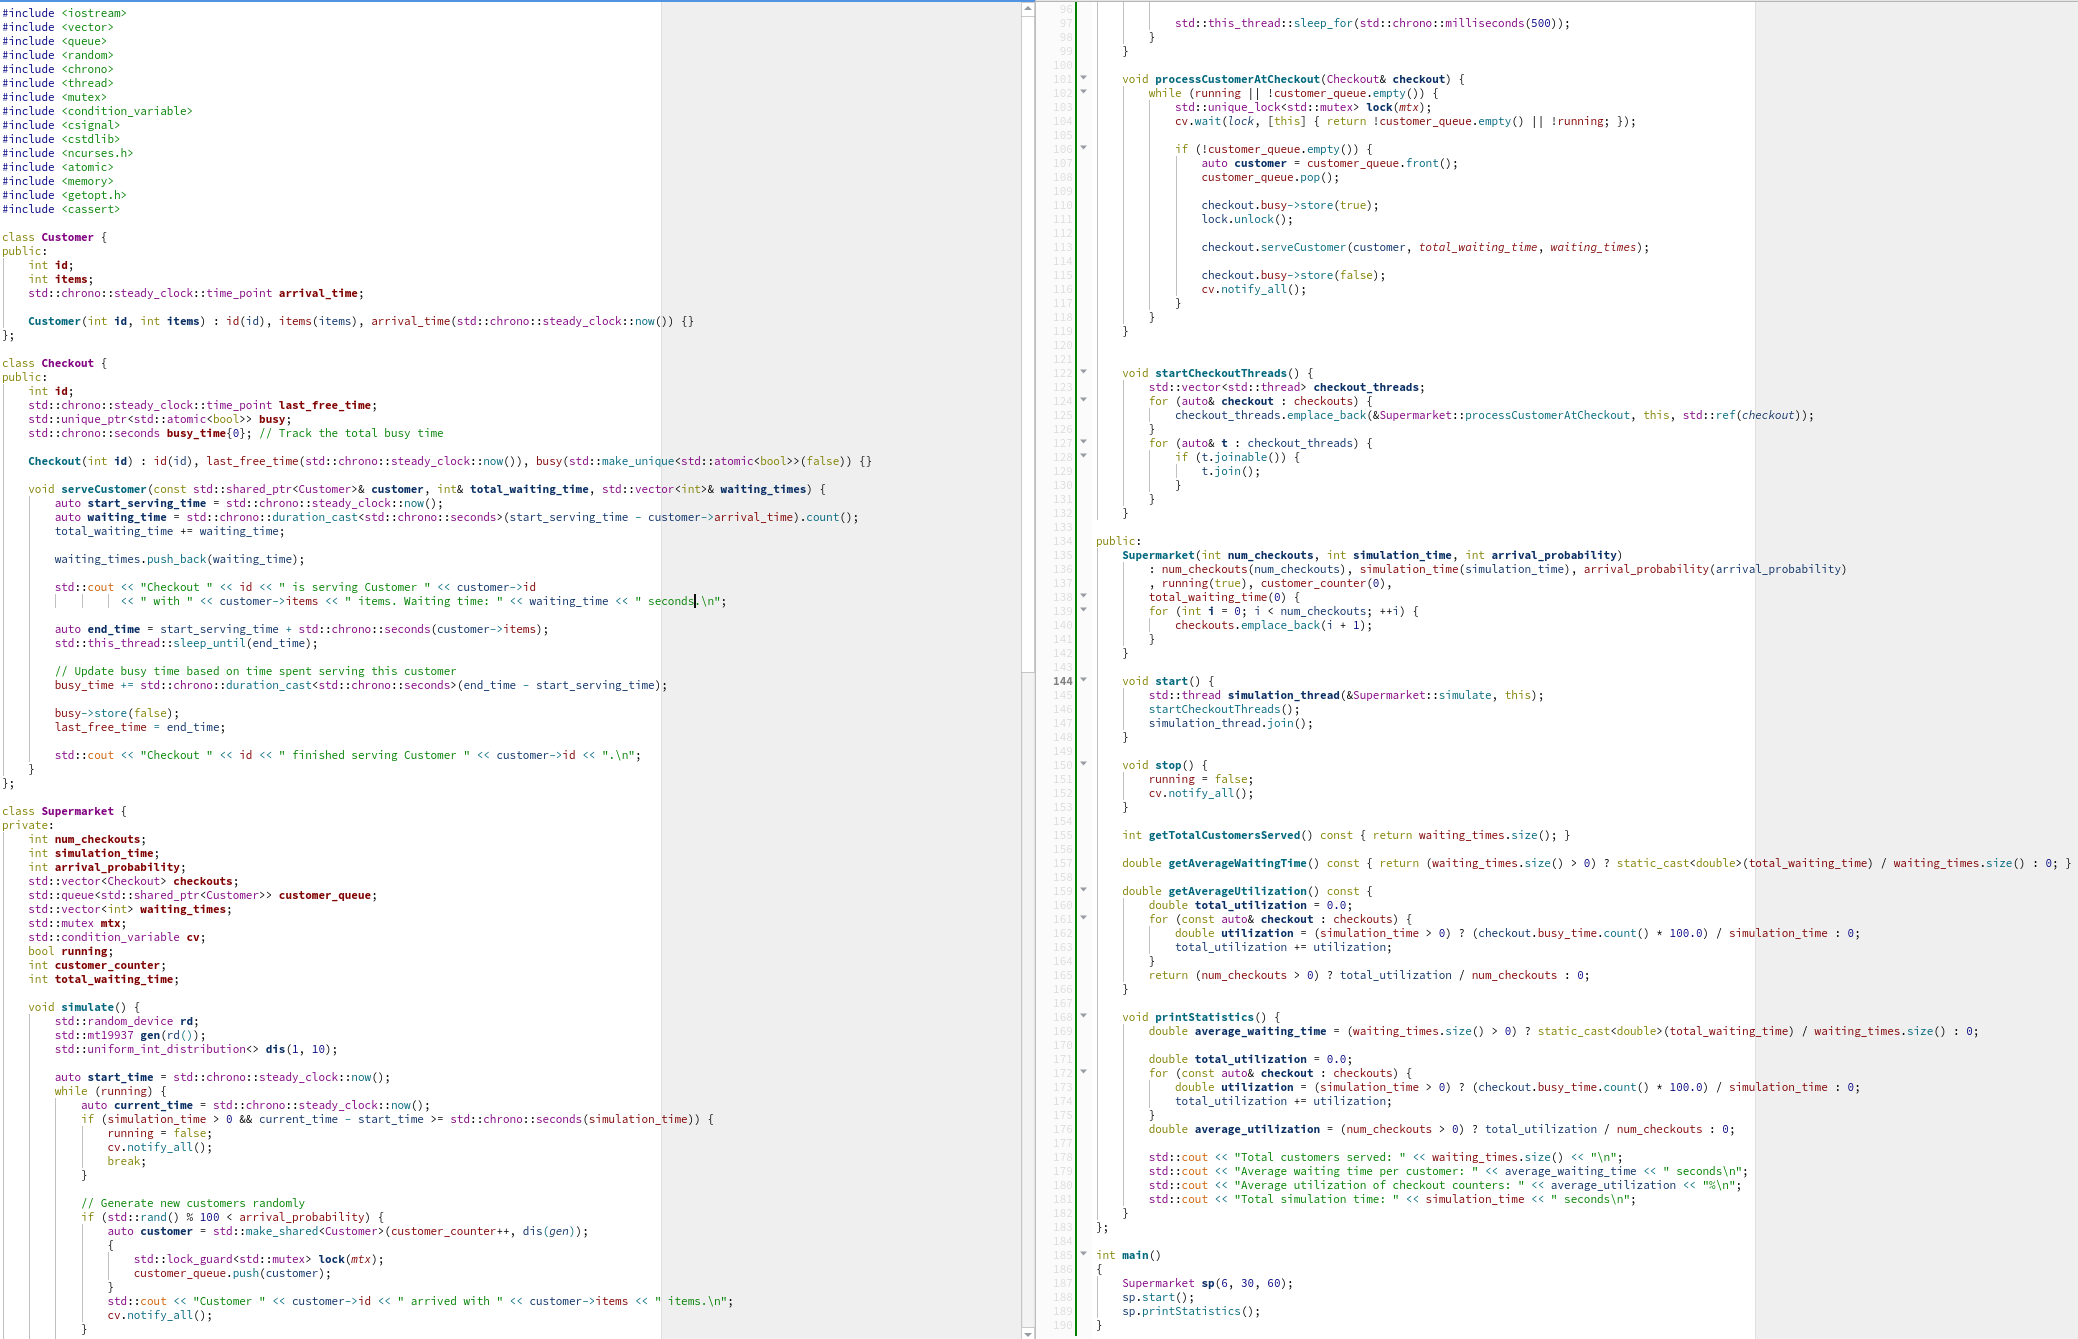 #include <iostream>
#include <vector>
#include <queue>
#include <random>
#include <chrono>
#include <thread>
#include <mutex>
#include <condition_variable>
#include <csignal>
#include <cstdlib>
#include <ncurses.h>
#include <atomic>
#include <memory>
#include <getopt.h>
#include <cassert>

class Customer {
public:
    int id;
    int items;
    std::chrono::steady_clock::time_point arrival_time;

    Customer(int id, int items) : id(id), items(items), arrival_time(std::chrono::steady_clock::now()) {}
};

class Checkout {
public:
    int id;
    std::chrono::steady_clock::time_point last_free_time;
    std::unique_ptr<std::atomic<bool>> busy;
    std::chrono::seconds busy_time{0}; // Track the total busy time

    Checkout(int id) : id(id), last_free_time(std::chrono::steady_clock::now()), busy(std::make_unique<std::atomic<bool>>(false)) {}

    void serveCustomer(const std::shared_ptr<Customer>& customer, int& total_waiting_time, std::vector<int>& waiting_times) {
        auto start_serving_time = std::chrono::steady_clock::now();
        auto waiting_time = std::chrono::duration_cast<std::chrono::seconds>(start_serving_time - customer->arrival_time).count();
        total_waiting_time += waiting_time;

        waiting_times.push_back(waiting_time);

        std::cout << "Checkout " << id << " is serving Customer " << customer->id
                  << " with " << customer->items << " items. Waiting time: " << waiting_time << " seconds.\n";

        auto end_time = start_serving_time + std::chrono::seconds(customer->items);
        std::this_thread::sleep_until(end_time);

        // Update busy time based on time spent serving this customer
        busy_time += std::chrono::duration_cast<std::chrono::seconds>(end_time - start_serving_time);

        busy->store(false);
        last_free_time = end_time;

        std::cout << "Checkout " << id << " finished serving Customer " << customer->id << ".\n";
    }
};

class Supermarket {
private:
    int num_checkouts;
    int simulation_time;
    int arrival_probability;
    std::vector<Checkout> checkouts;
    std::queue<std::shared_ptr<Customer>> customer_queue;
    std::vector<int> waiting_times;
    std::mutex mtx;
    std::condition_variable cv;
    bool running;
    int customer_counter;
    int total_waiting_time;

    void simulate() {
        std::random_device rd;
        std::mt19937 gen(rd());
        std::uniform_int_distribution<> dis(1, 10);

        auto start_time = std::chrono::steady_clock::now();
        while (running) {
            auto current_time = std::chrono::steady_clock::now();
            if (simulation_time > 0 && current_time - start_time >= std::chrono::seconds(simulation_time)) {
                running = false;
                cv.notify_all();
                break;
            }

            // Generate new customers randomly
            if (std::rand() % 100 < arrival_probability) {
                auto customer = std::make_shared<Customer>(customer_counter++, dis(gen));
                {
                    std::lock_guard<std::mutex> lock(mtx);
                    customer_queue.push(customer);
                }
                std::cout << "Customer " << customer->id << " arrived with " << customer->items << " items.\n";
                cv.notify_all();
            }
96
97             std::this_thread::sleep_for(std::chrono::milliseconds(500));
98         }
99     }
100
101     void processCustomerAtCheckout(Checkout& checkout) {
102         while (running || !customer_queue.empty()) {
103             std::unique_lock<std::mutex> lock(mtx);
104             cv.wait(lock, [this] { return !customer_queue.empty() || !running; });
105
106             if (!customer_queue.empty()) {
107                 auto customer = customer_queue.front();
108                 customer_queue.pop();
109
110                 checkout.busy->store(true);
111                 lock.unlock();
112
113                 checkout.serveCustomer(customer, total_waiting_time, waiting_times);
114
115                 checkout.busy->store(false);
116                 cv.notify_all();
117             }
118         }
119     }
120
121
122     void startCheckoutThreads() {
123         std::vector<std::thread> checkout_threads;
124         for (auto& checkout : checkouts) {
125             checkout_threads.emplace_back(&Supermarket::processCustomerAtCheckout, this, std::ref(checkout));
126         }
127         for (auto& t : checkout_threads) {
128             if (t.joinable()) {
129                 t.join();
130             }
131         }
132     }
133
134 public:
135     Supermarket(int num_checkouts, int simulation_time, int arrival_probability)
136         : num_checkouts(num_checkouts), simulation_time(simulation_time), arrival_probability(arrival_probability)
137         , running(true), customer_counter(0),
138         total_waiting_time(0) {
139         for (int i = 0; i < num_checkouts; ++i) {
140             checkouts.emplace_back(i + 1);
141         }
142     }
143
144     void start() {
145         std::thread simulation_thread(&Supermarket::simulate, this);
146         startCheckoutThreads();
147         simulation_thread.join();
148     }
149
150     void stop() {
151         running = false;
152         cv.notify_all();
153     }
154
155     int getTotalCustomersServed() const { return waiting_times.size(); }
156
157     double getAverageWaitingTime() const { return (waiting_times.size() > 0) ? static_cast<double>(total_waiting_time) / waiting_times.size() : 0; }
158
159     double getAverageUtilization() const {
160         double total_utilization = 0.0;
161         for (const auto& checkout : checkouts) {
162             double utilization = (simulation_time > 0) ? (checkout.busy_time.count() * 100.0) / simulation_time : 0;
163             total_utilization += utilization;
164         }
165         return (num_checkouts > 0) ? total_utilization / num_checkouts : 0;
166     }
167
168     void printStatistics() {
169         double average_waiting_time = (waiting_times.size() > 0) ? static_cast<double>(total_waiting_time) / waiting_times.size() : 0;
170
171         double total_utilization = 0.0;
172         for (const auto& checkout : checkouts) {
173             double utilization = (simulation_time > 0) ? (checkout.busy_time.count() * 100.0) / simulation_time : 0;
174             total_utilization += utilization;
175         }
176         double average_utilization = (num_checkouts > 0) ? total_utilization / num_checkouts : 0;
177
178         std::cout << "Total customers served: " << waiting_times.size() << "\n";
179         std::cout << "Average waiting time per customer: " << average_waiting_time << " seconds\n";
180         std::cout << "Average utilization of checkout counters: " << average_utilization << "%\n";
181         std::cout << "Total simulation time: " << simulation_time << " seconds\n";
182     }
183 };
184
185 int main()
186 {
187     Supermarket sp(6, 30, 60);
188     sp.start();
189     sp.printStatistics();
190 }